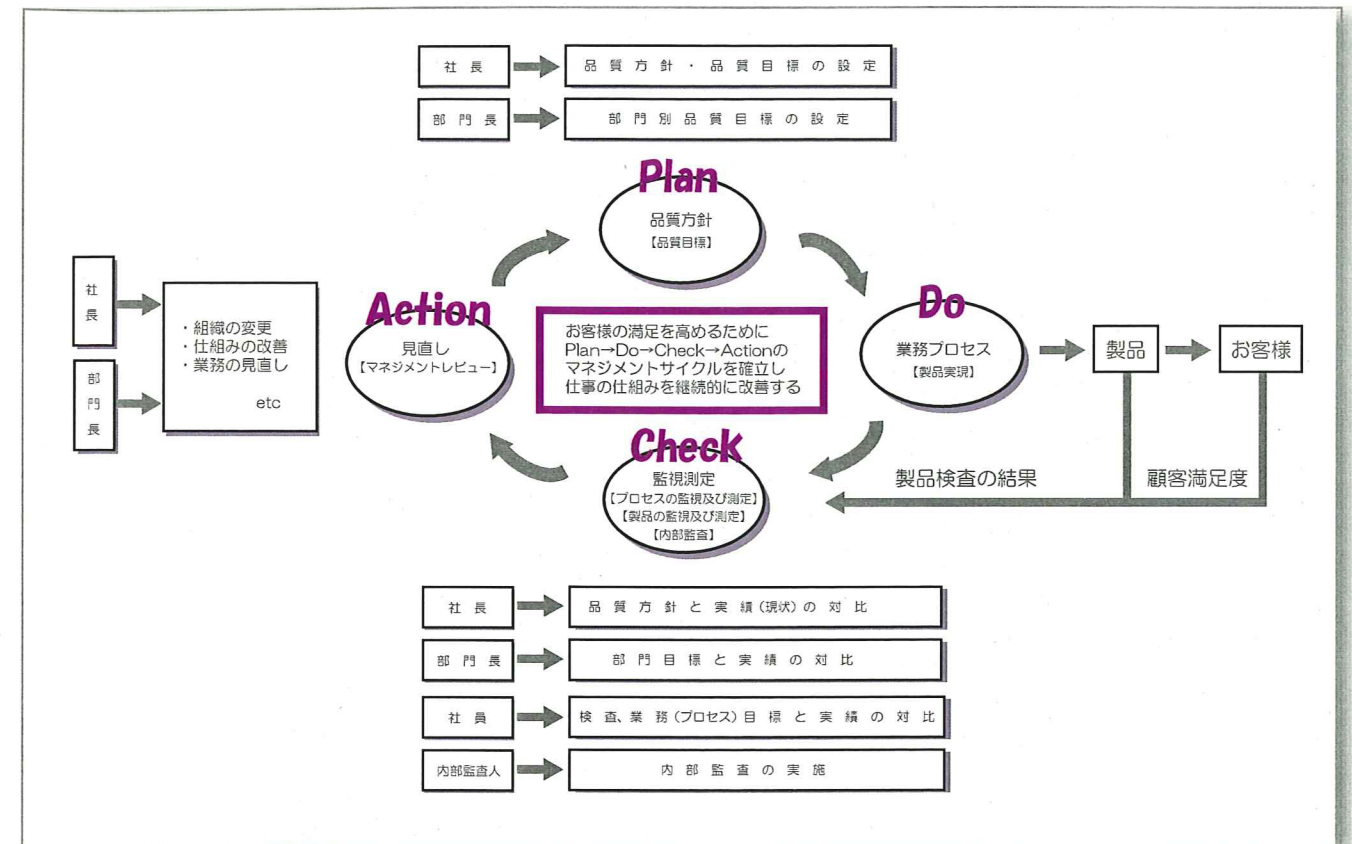 社長
品質方針・品質目標の設定
部門長
部門別品質目標の設定
Plan
品質方針
【品質目標】
社長
部門長
・組織の変更
・仕組みの改善
・業務の見直し
etc
Action
見直し
【マネジメントレビュー】
お客様の満足を高めるために
Plan→Do→Check→Actionの
マネジメントサイクルを確立し
仕事の仕組みを継続的に改善する
Do
業務プロセス
【製品実現】
製品
お客様
Check
監視測定
【プロセスの監視及び測定】
【製品の監視及び測定】
【内部監査】
製品検査の結果
顧客満足度
社長
品質方針と実績(現状)の対比
部門長
部門目標と実績の対比
社員
検査、業務(プロセス)目標と実績の対比
内部監査人
内部監査の実施